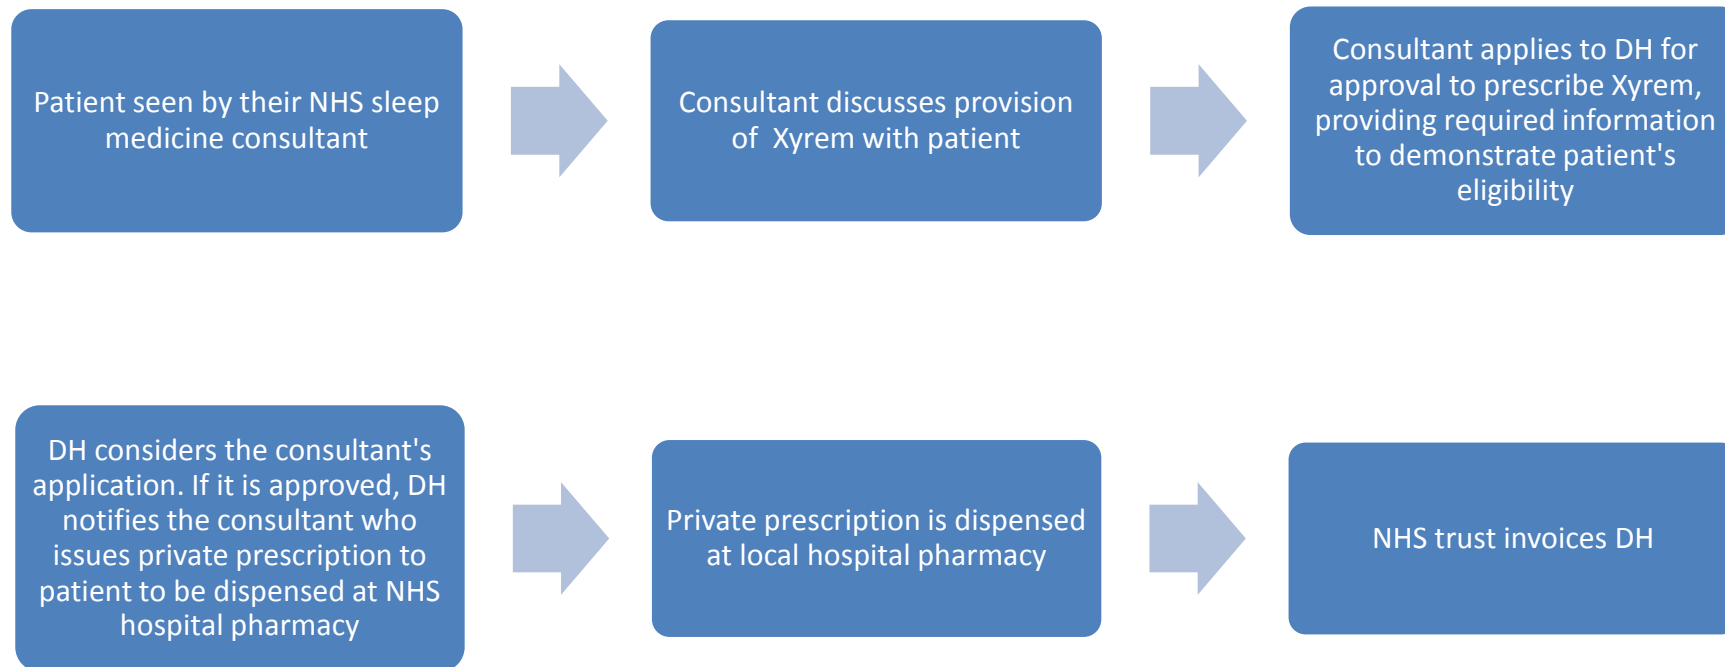 Patient seen by their NHS sleep
medicine consultant
Consultant discusses provision
of  Xyrem with patient
Consultant applies to DH for
approval to prescribe Xyrem,
providing required information
to demonstrate patient's
eligibility
DH considers the consultant's
application. If it is approved, DH
notifies the consultant who
issues private prescription to
patient to be dispensed at NHS
hospital pharmacy
Private prescription is dispensed
at local hospital pharmacy
NHS trust invoices DH